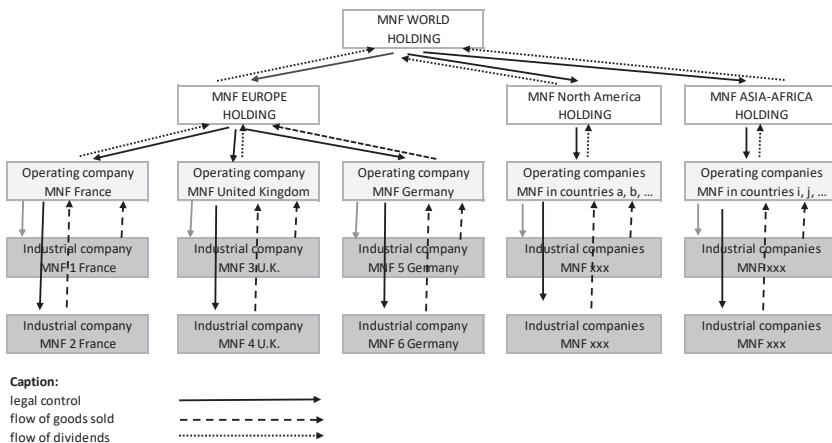 MNF WORLD
HOLDING
MNF EUROPE
HOLDING
MNF North America
HOLDING
MNF ASIA-AFRICA
HOLDING
Operating company
MNF France
Operating company
MNF United Kingdom
Operating company
MNF Germany
Operating companies
MNF in countries a, b, ...
Operating companies
MNF in countries i, j, ...
Industrial company
MNF 1 France
Industrial company
MNF 3 U.K.
Industrial company
MNF 5 Germany
Industrial companies
MNF xxx
Industrial companies
MNF xxx
Industrial company
MNF 2 France
Industrial company
MNF 4 U.K.
Industrial company
MNF 6 Germany
Industrial companies
MNF xxx
Industrial companies
MNF xxx
Caption:
legal control
flow of goods sold
flow of dividends